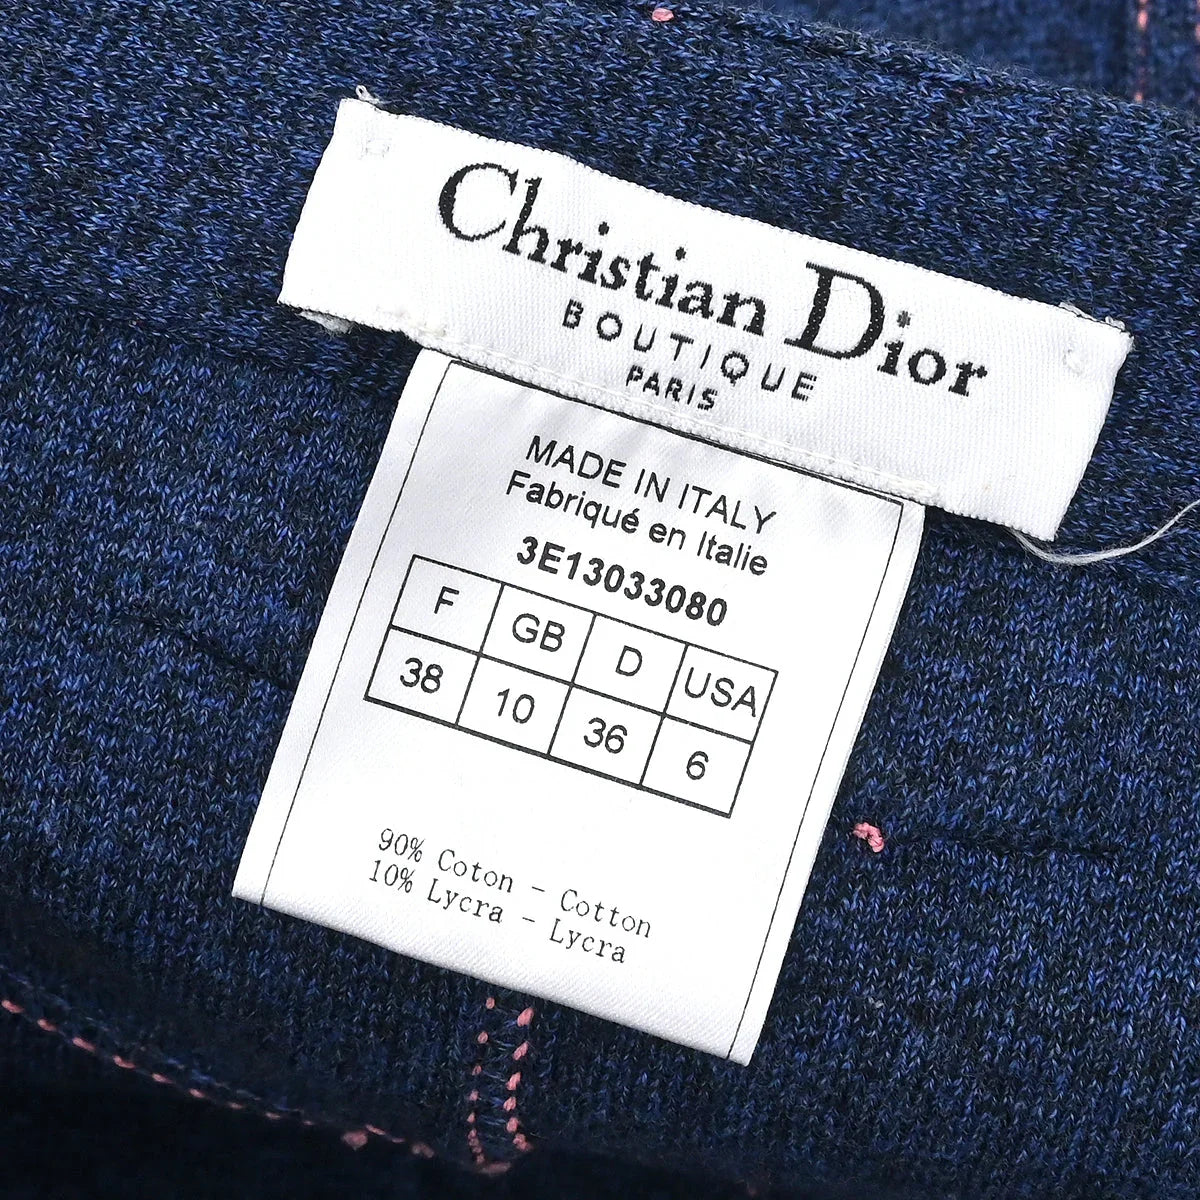 Christian Dior
BOUTIQUE
PARIS
MADE IN ITALY
Fabriqué en Italie
3E13033080
F GB D USA
38 10 36 6
90% Coton - Cotton
10% Lycra - Lycra